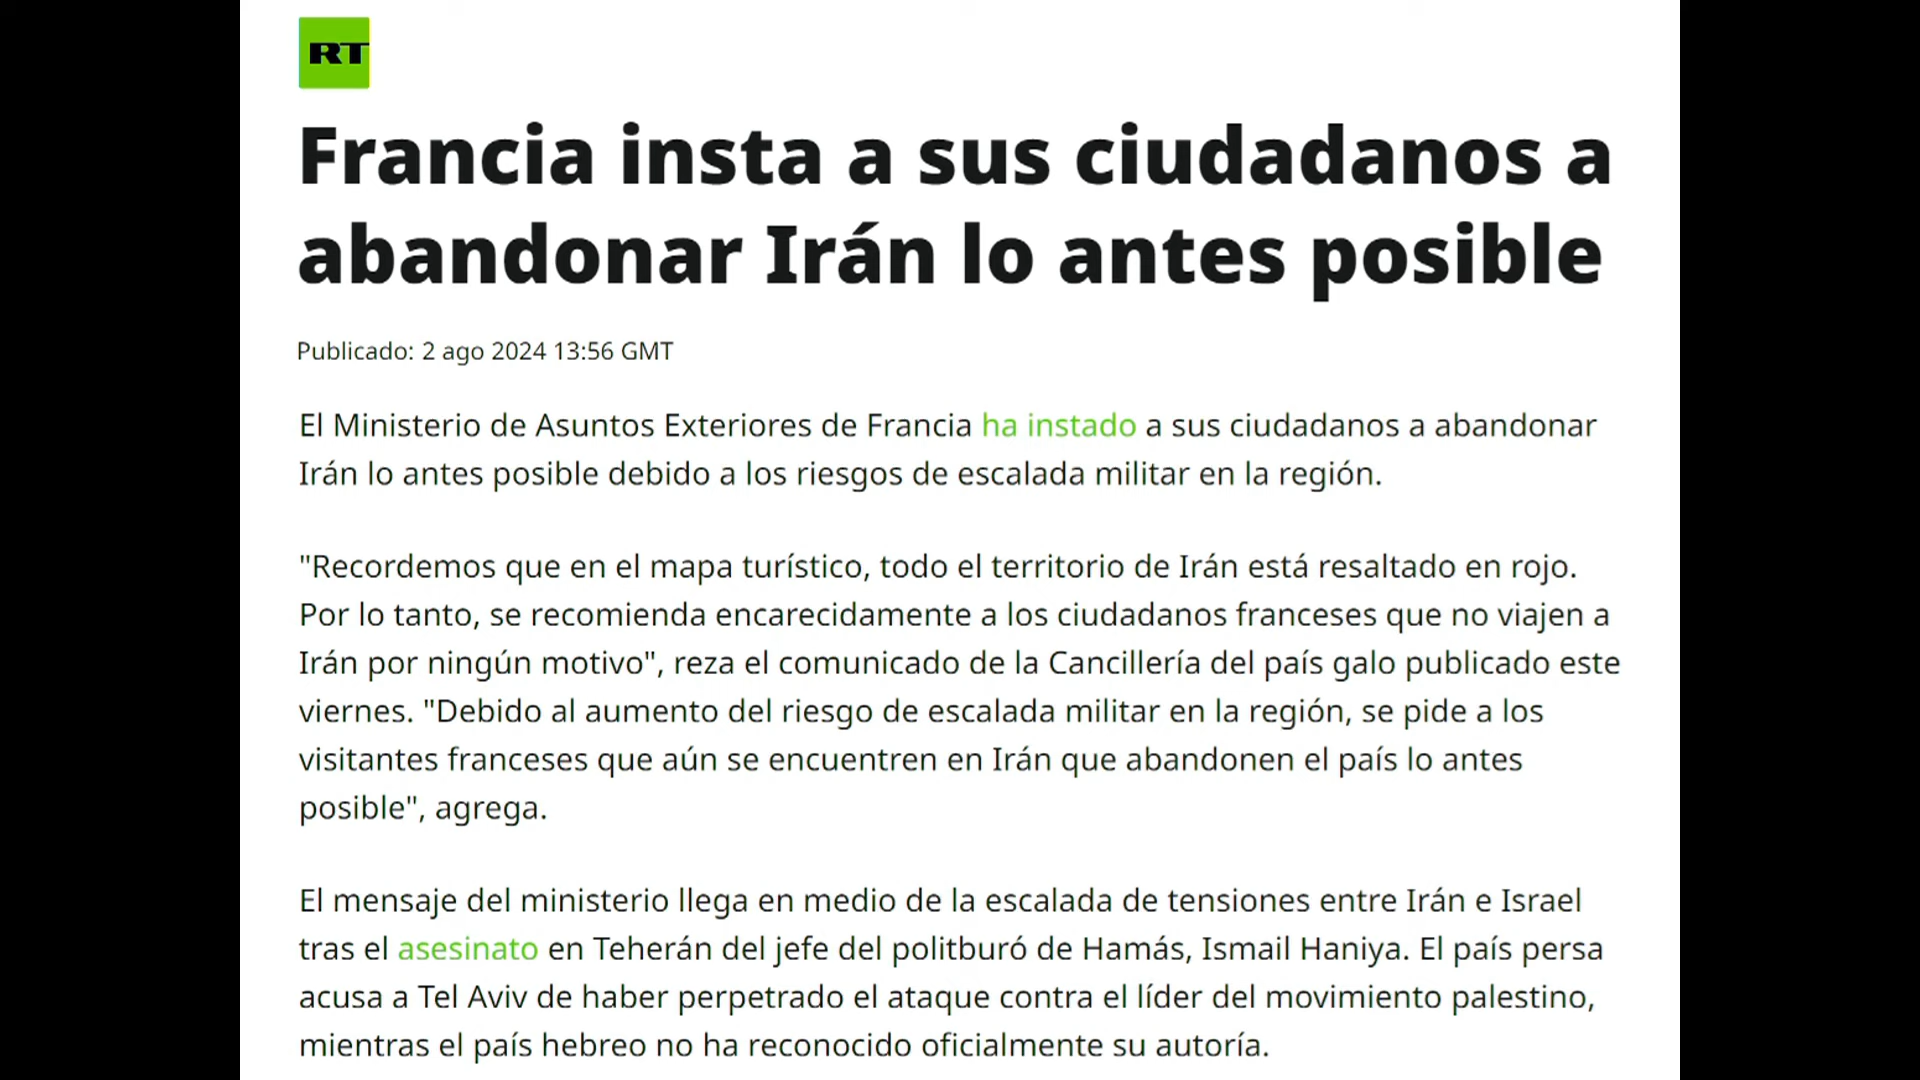 RT
Francia insta a sus ciudadanos a
abandonar Irán lo antes posible
Publicado: 2 ago 2024 13:56 GMT
El Ministerio de Asuntos Exteriores de Francia ha instado a sus ciudadanos a abandonar
Irán lo antes posible debido a los riesgos de escalada militar en la región.
"Recordemos que en el mapa turístico, todo el territorio de Irán está resaltado en rojo.
Por lo tanto, se recomienda encarecidamente a los ciudadanos franceses que no viajen a
Irán por ningún motivo", reza el comunicado de la Cancillería del país galo publicado este
viernes. "Debido al aumento del riesgo de escalada militar en la región, se pide a los
visitantes franceses que aún se encuentren en Irán que abandonen el país lo antes
posible", agrega.
El mensaje del ministerio llega en medio de la escalada de tensiones entre Irán e Israel
tras el asesinato en Teherán del jefe del politburó de Hamás, Ismail Haniya. El país persa
acusa a Tel Aviv de haber perpetrado el ataque contra el líder del movimiento palestino,
mientras el país hebreo no ha reconocido oficialmente su autoría.